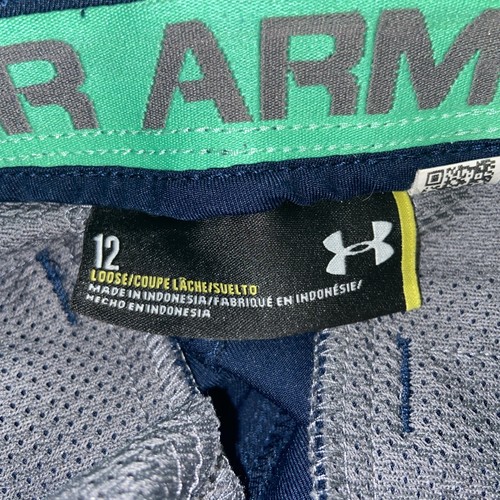 R ARM
12
LOOSE/COUPE LÂCHE/SUELTO
MADE IN INDONESIA/FABRIQUÉ EN INDONÉSIE/
HECHO EN INDONESIA